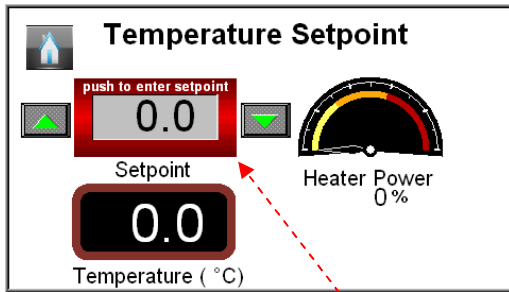 Temperature Setpoint
push to enter setpoint
0.0
Setpoint
Heater Power
0%
0.0
Temperature ( °C)